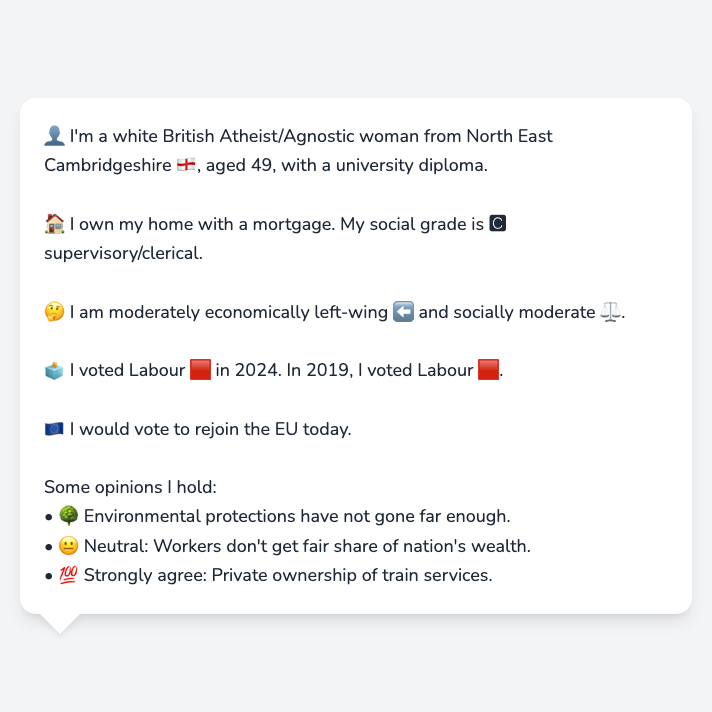 👤 I'm a white British Atheist/Agnostic woman from North East
Cambridgeshire 🏴󠁧󠁢󠁥󠁮󠁧󠁿, aged 49, with a university diploma.
🏠 I own my home with a mortgage. My social grade is 🅲
supervisory/clerical.
🤔 I am moderately economically left-wing ⬅️ and socially moderate ⚖️.
🗳️ I voted Labour 🟥 in 2024. In 2019, I voted Labour 🟥.
🇪🇺 I would vote to rejoin the EU today.
Some opinions I hold:
• 🌳 Environmental protections have not gone far enough.
• 😐 Neutral: Workers don't get fair share of nation's wealth.
• 💯 Strongly agree: Private ownership of train services.